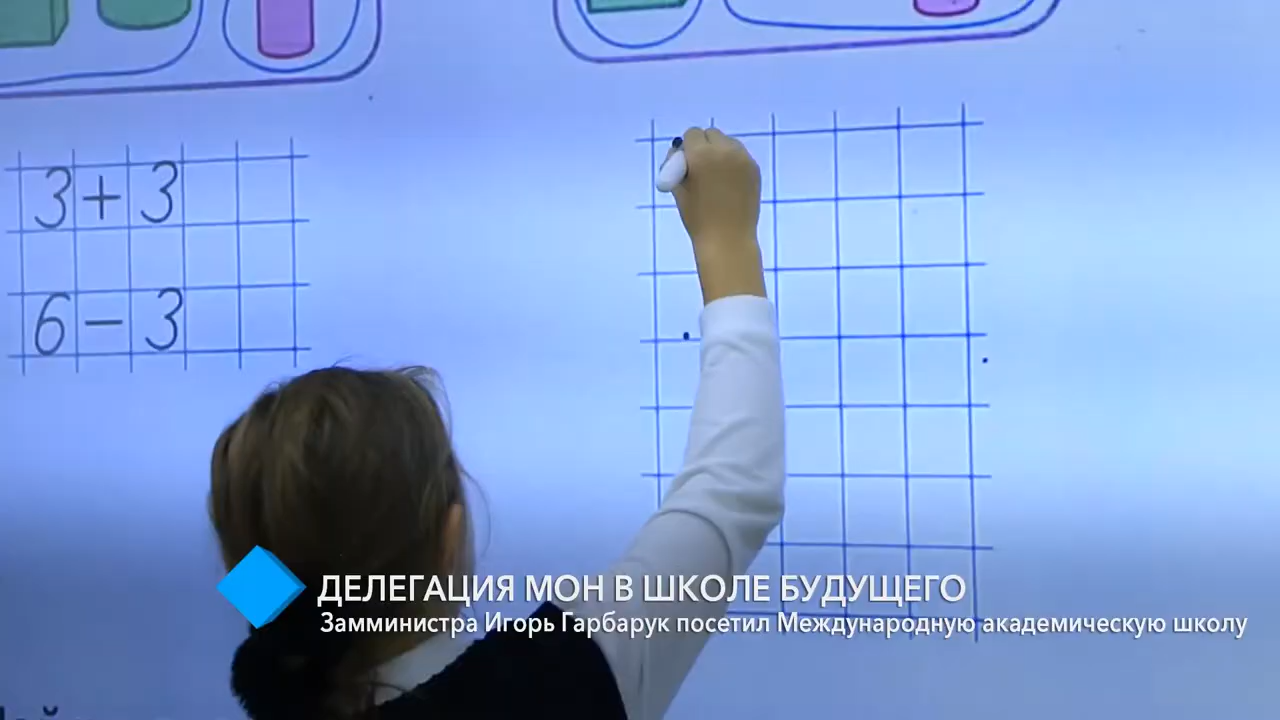 3 + 3
6 − 3
ДЕЛЕГАЦИЯ МОН В ШКОЛЕ БУДУЩЕГО
Замминистра Игорь Гарбарук посетил Международную академическую школу